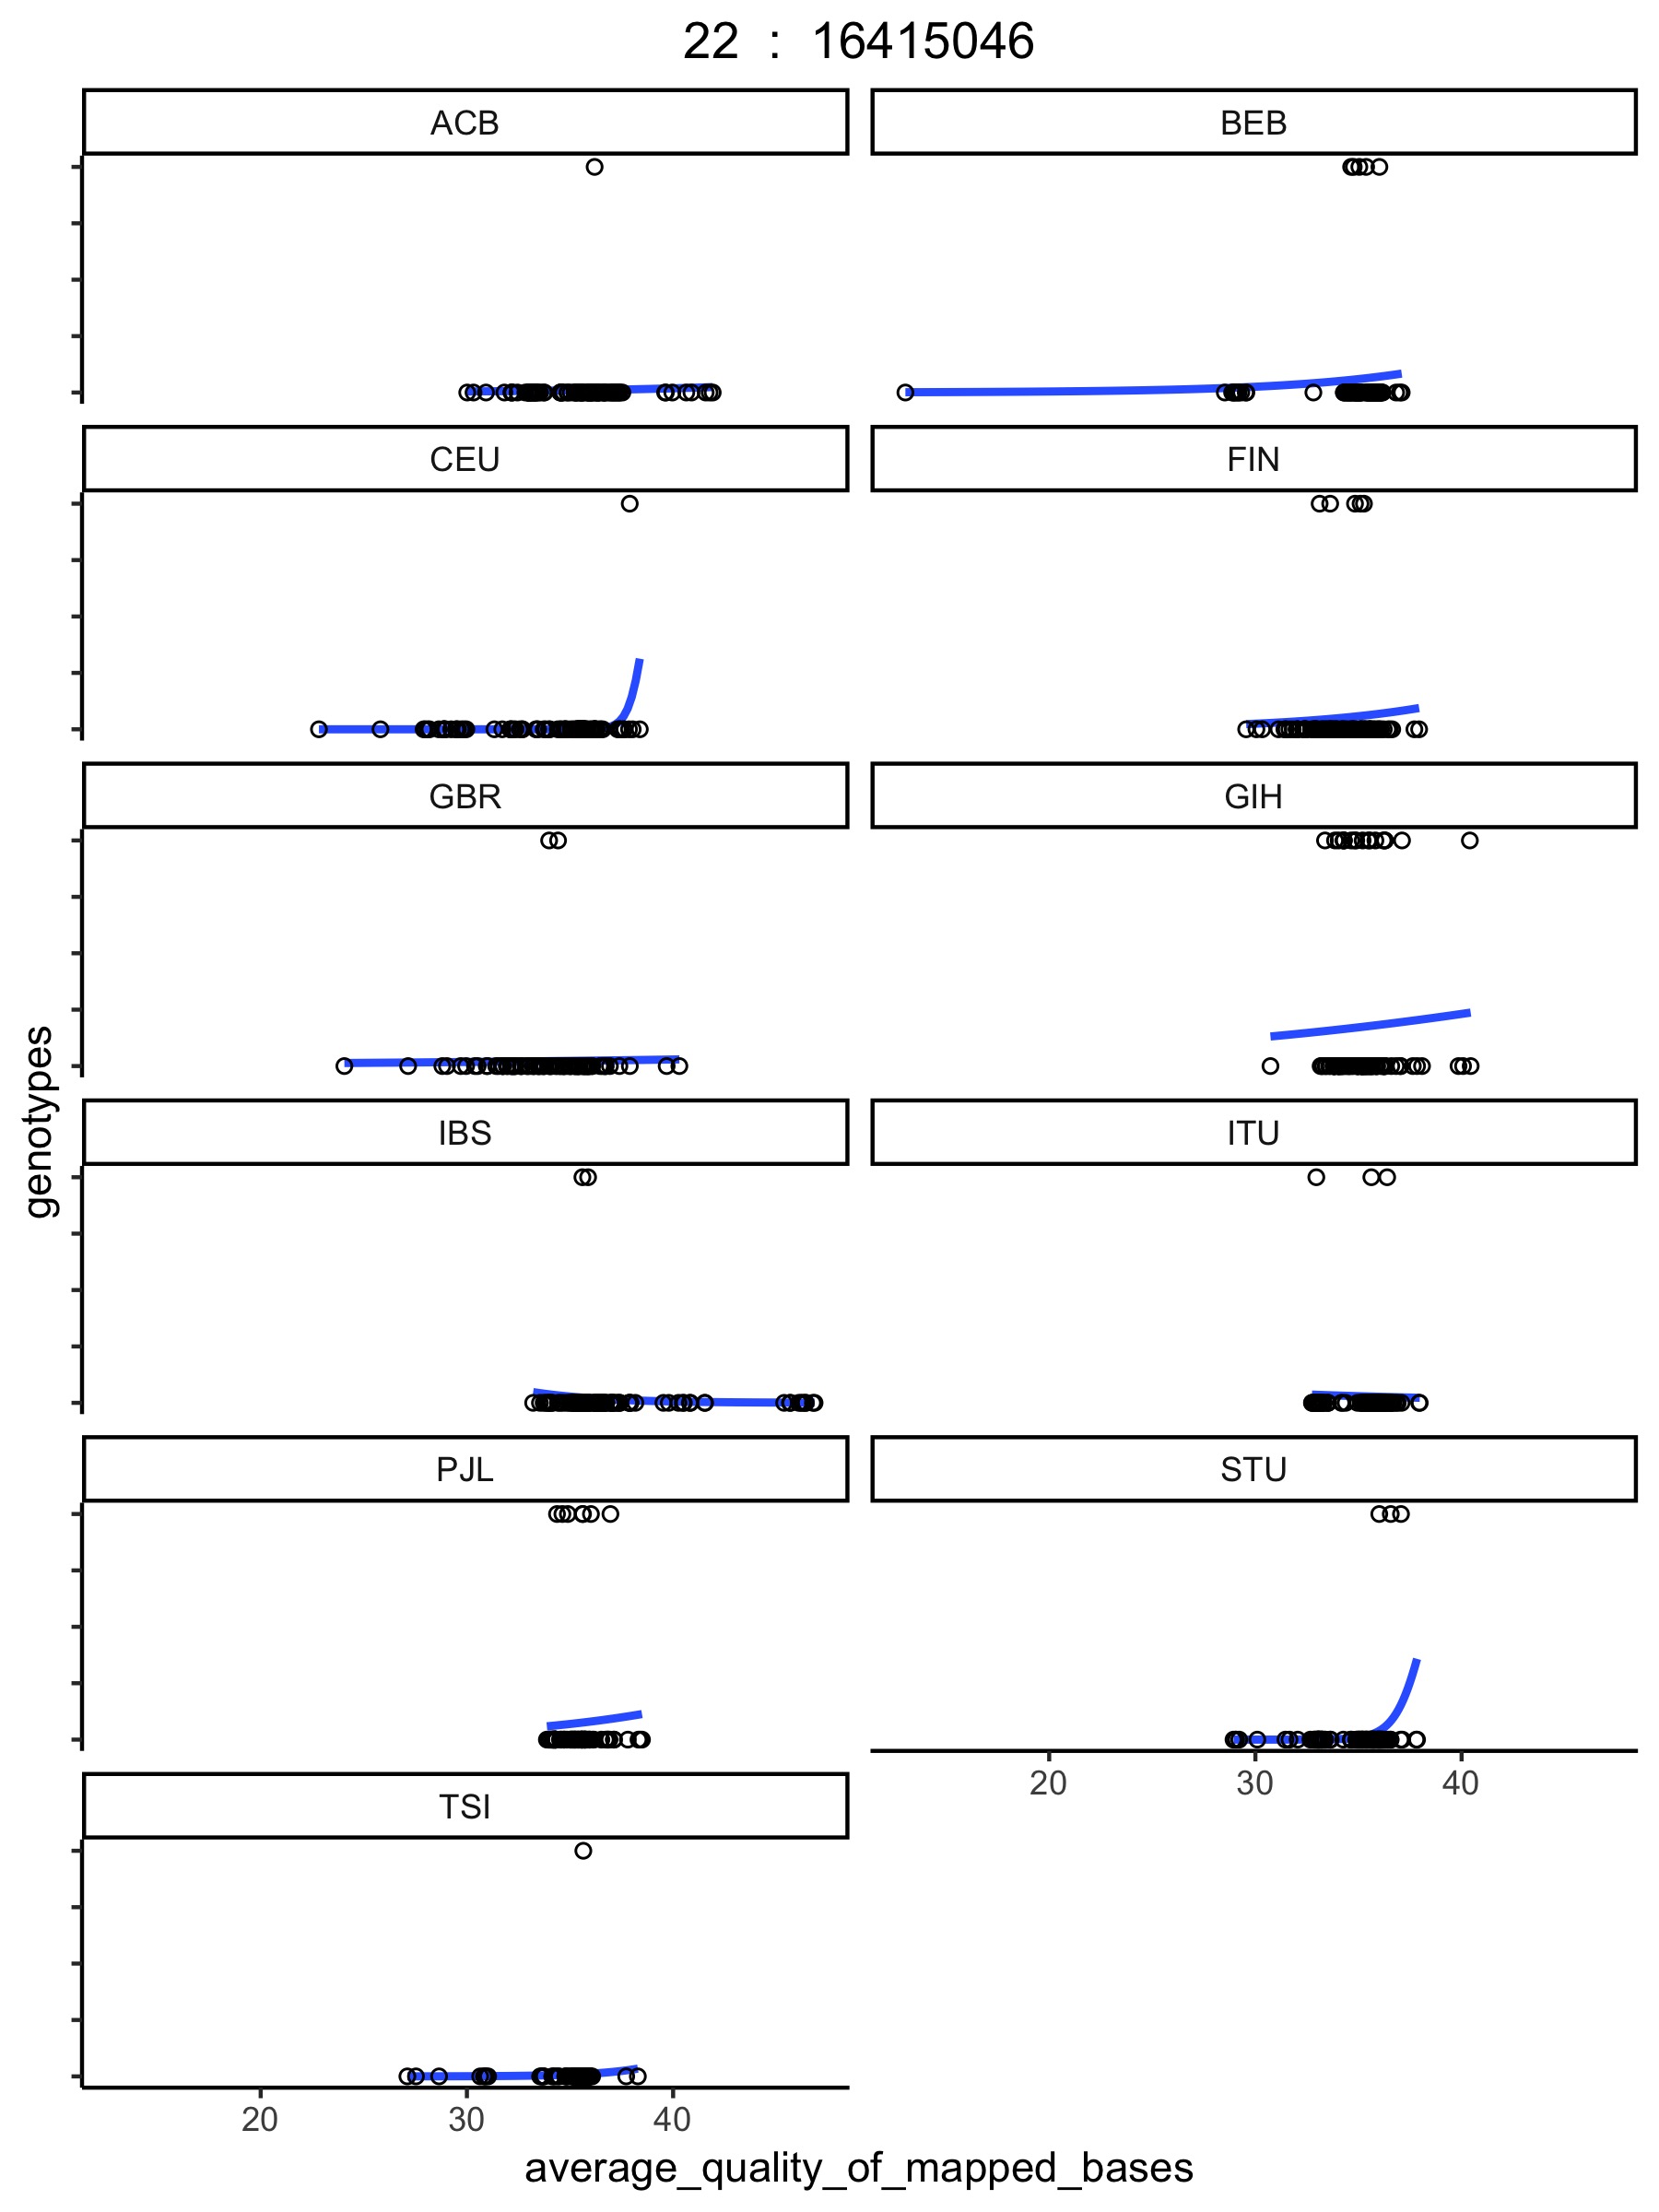 22 : 16415046
ACB
BEB
CEU
FIN
GBR
GIH
genotypes
IBS
ITU
PJL
STU
20 30 40
TSI
20 30 40
average_quality_of_mapped_bases